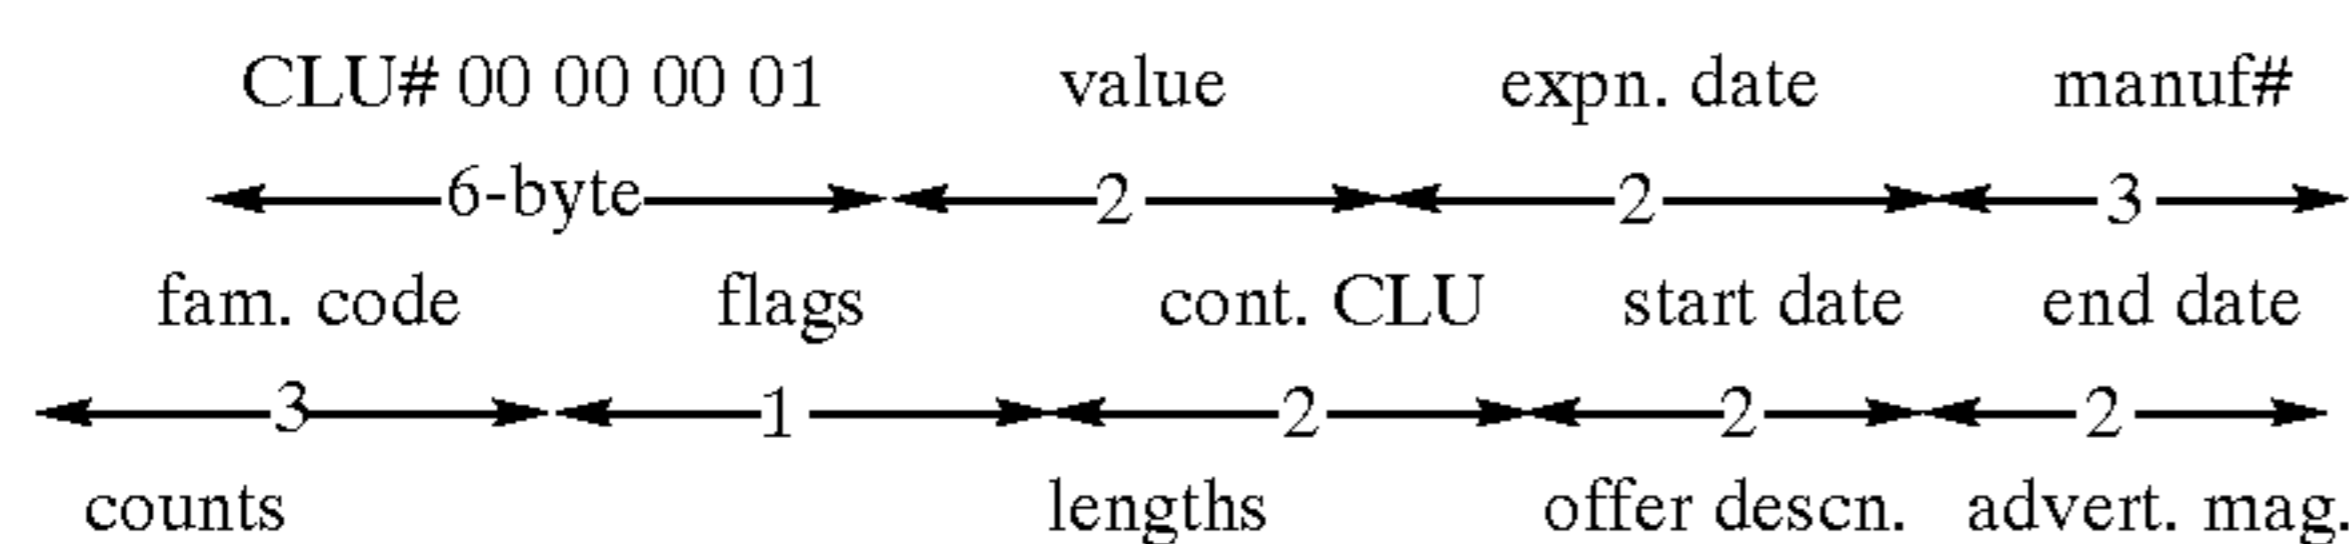 CLU# 00 00 00 01 value expn. date manuf#
6-byte 2 2 3
fam. code flags cont. CLU start date end date
3 1 2 2 2
counts lengths offer descn. advert. mag.